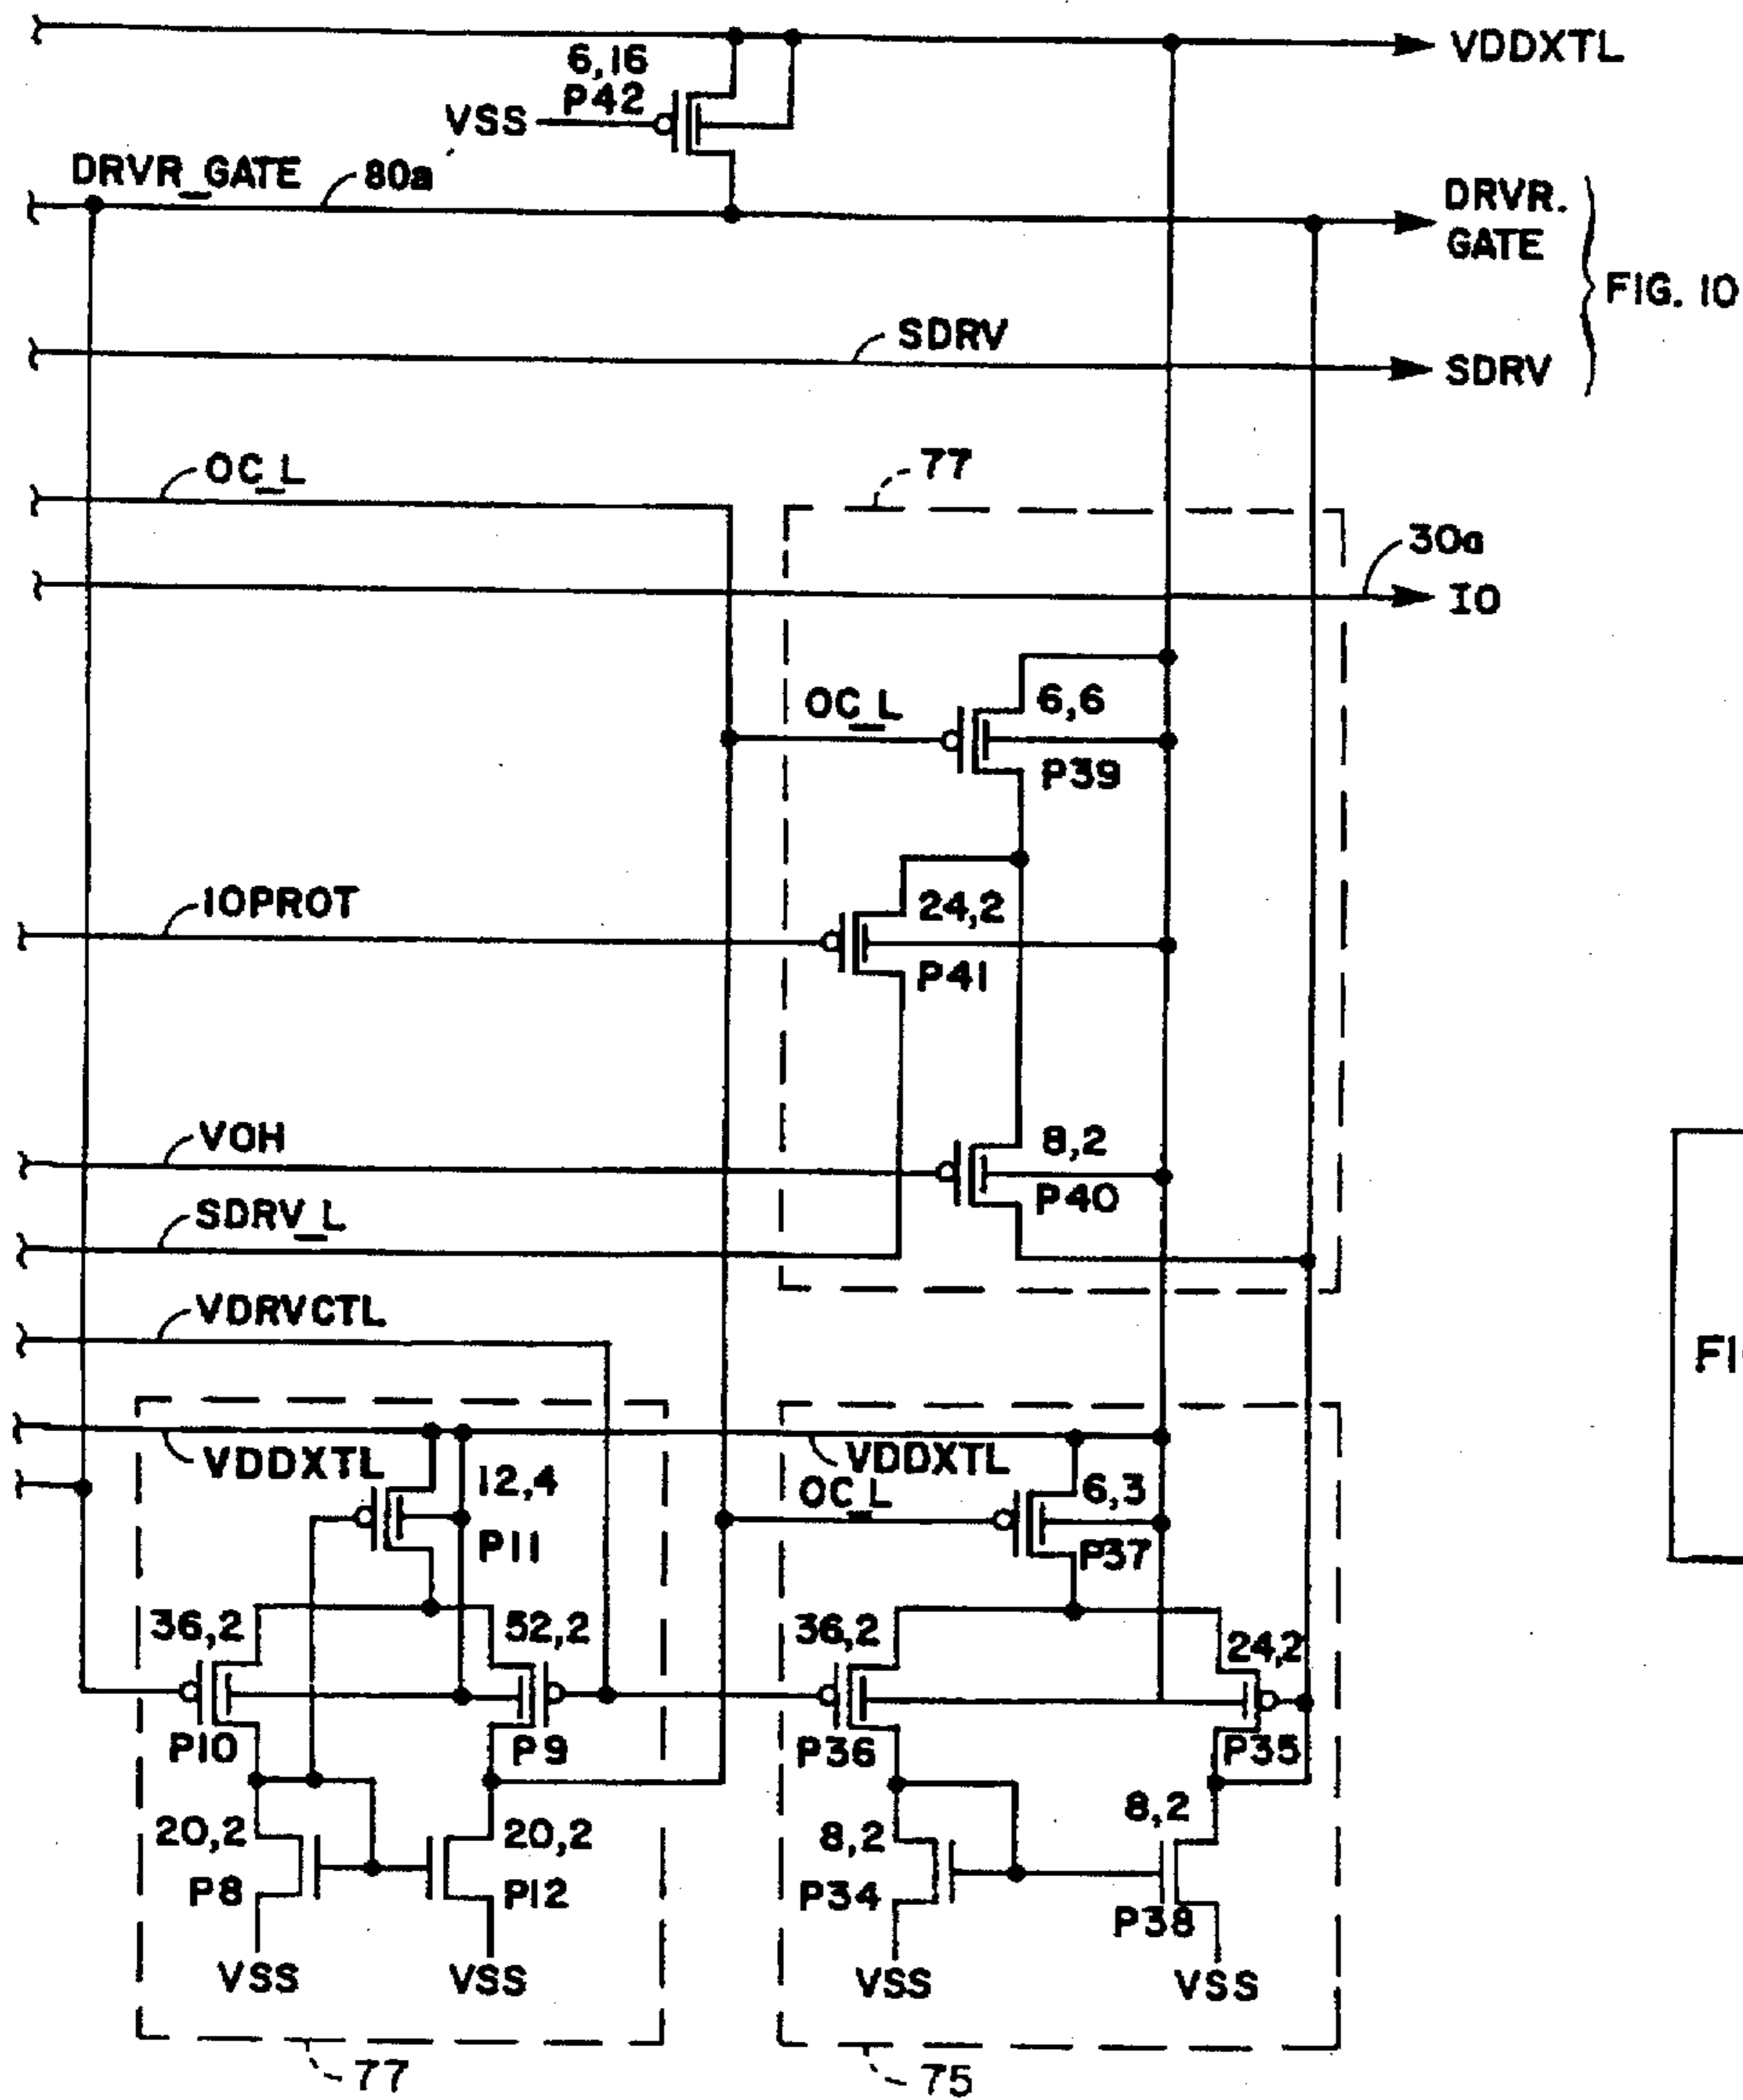 VDDXTL
6,16
P42
VSS
DRVR_GATE
80a
DRVR.
GATE
FIG. 10
SDRV
SDRV
OC_L
77
30a
IO
OC_L
6,6
P39
IOPROT
24,2
P41
VOH
8,2
P40
SDRV_L
VDRVCTL
VDDXTL
12,4
P11
VDDXTL
OC_L
6,3
P37
36,2
P10
52,2
P9
36,2
P36
24,2
P35
20,2
P8
20,2
P12
8,2
P34
8,2
P38
VSS
VSS
VSS
VSS
77
75